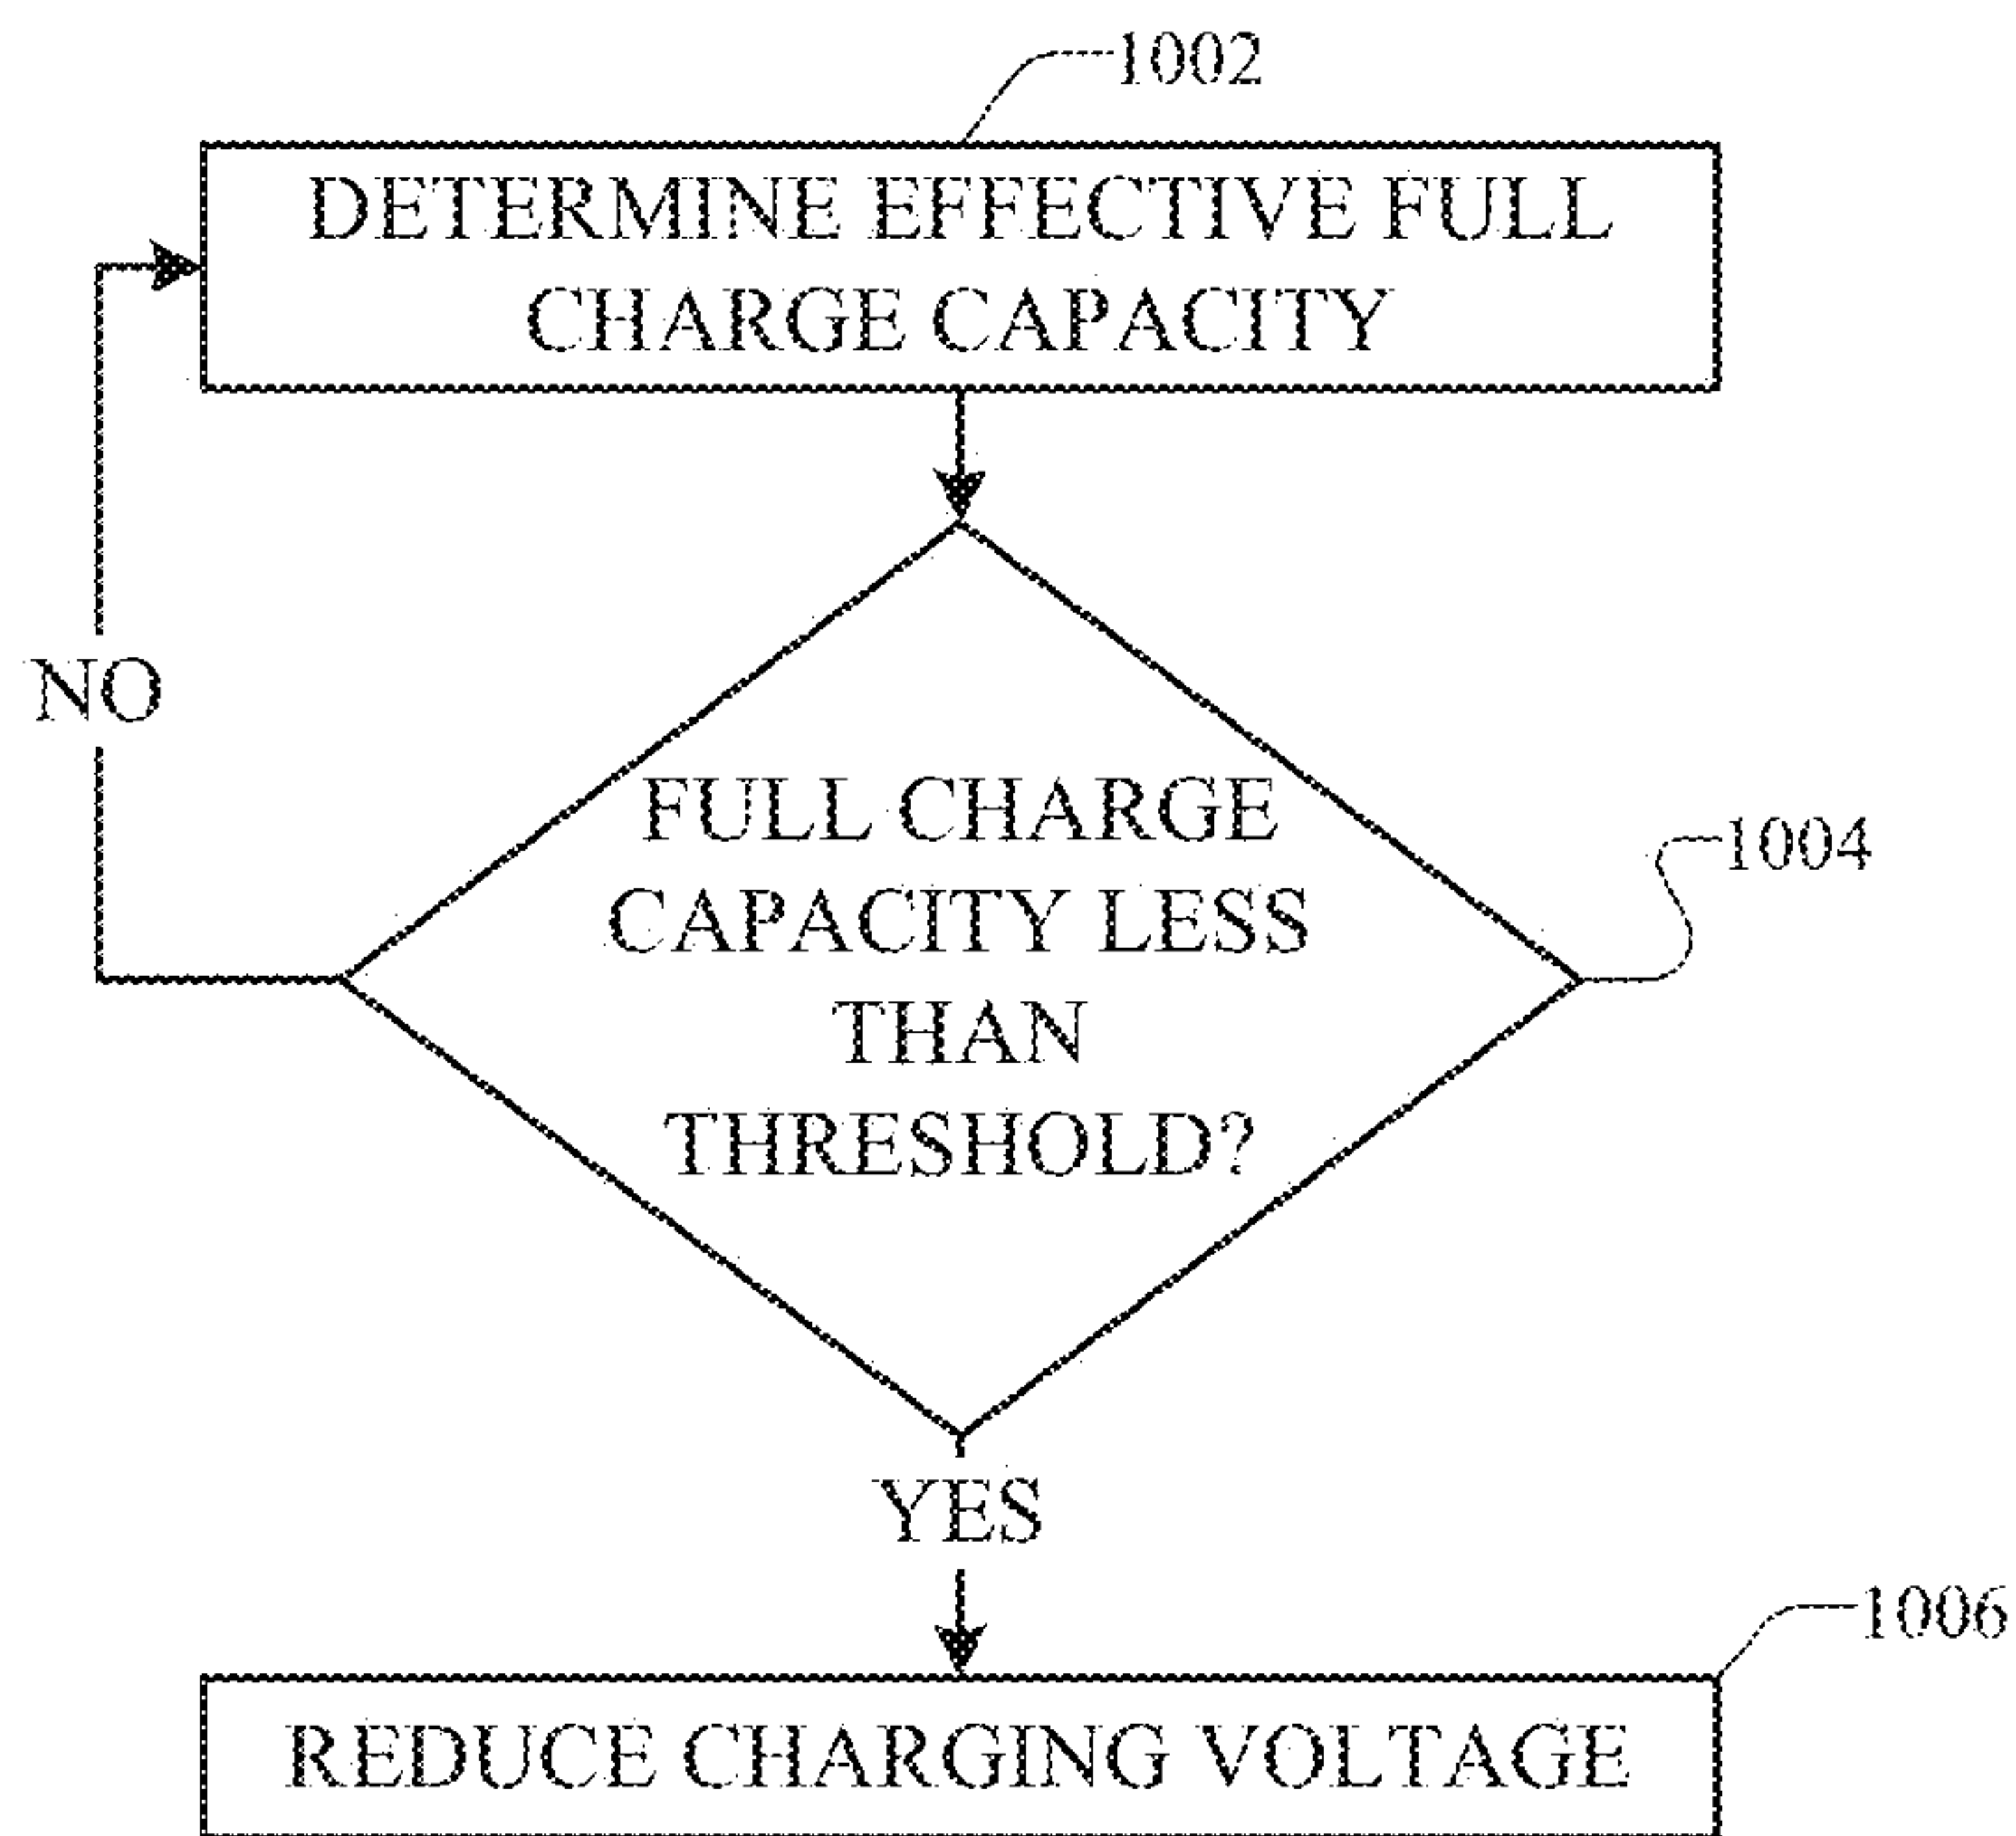 1002
DETERMINE EFFECTIVE FULL
CHARGE CAPACITY
NO
FULL CHARGE
CAPACITY LESS
THAN
THRESHOLD?
1004
YES
1006
REDUCE CHARGING VOLTAGE